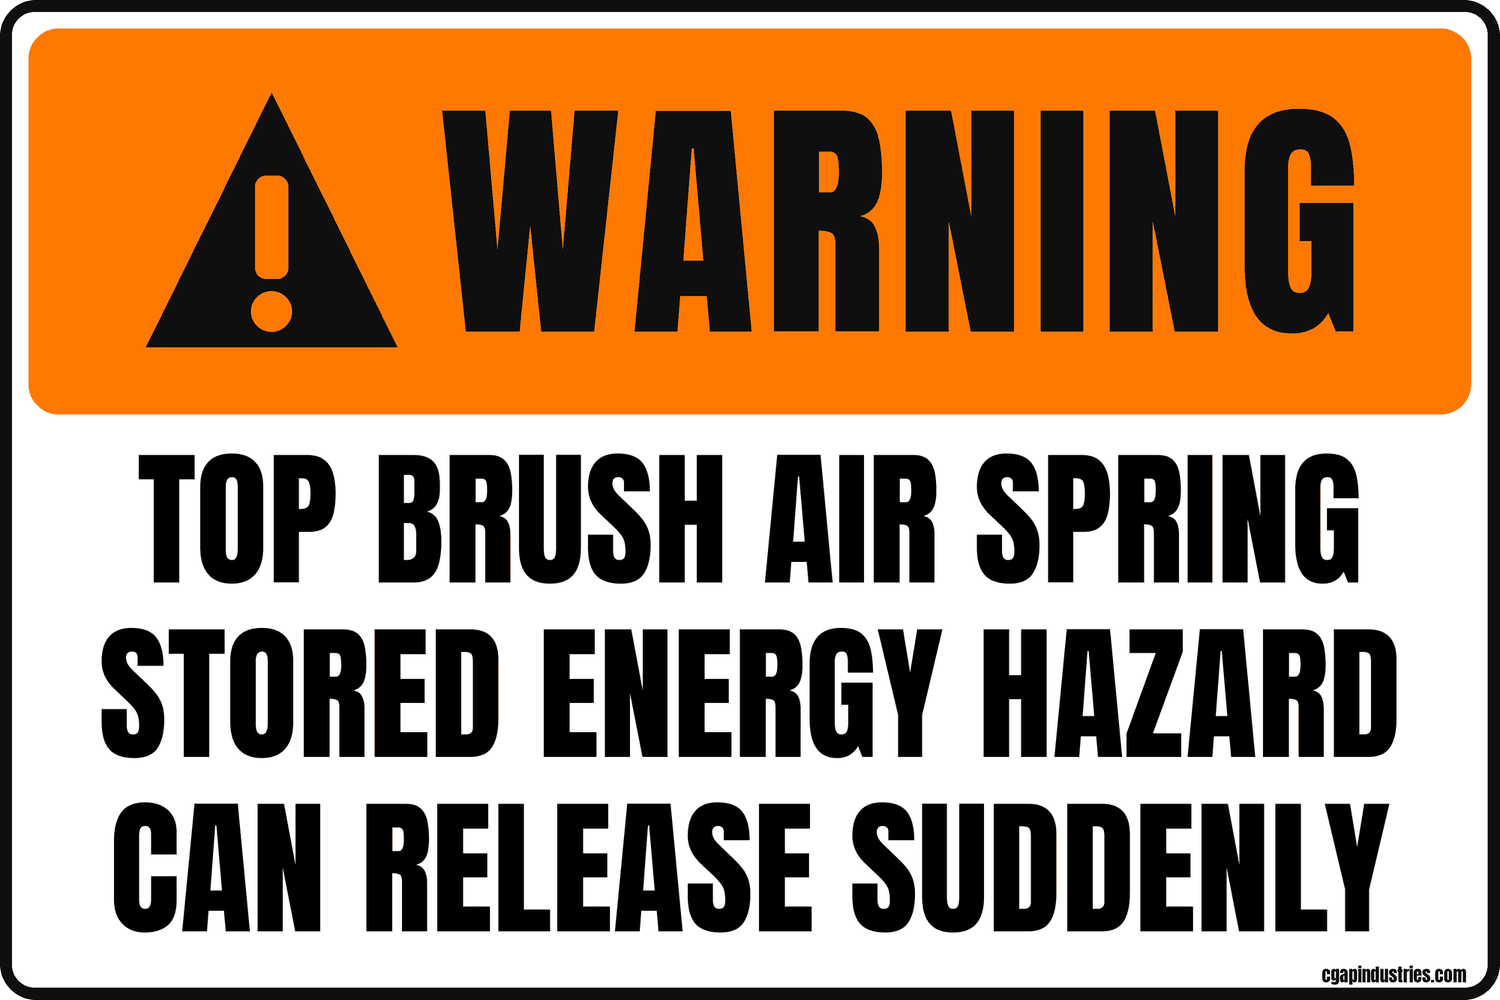 WARNING
TOP BRUSH AIR SPRING
STORED ENERGY HAZARD
CAN RELEASE SUDDENLY
cgapindustries.com